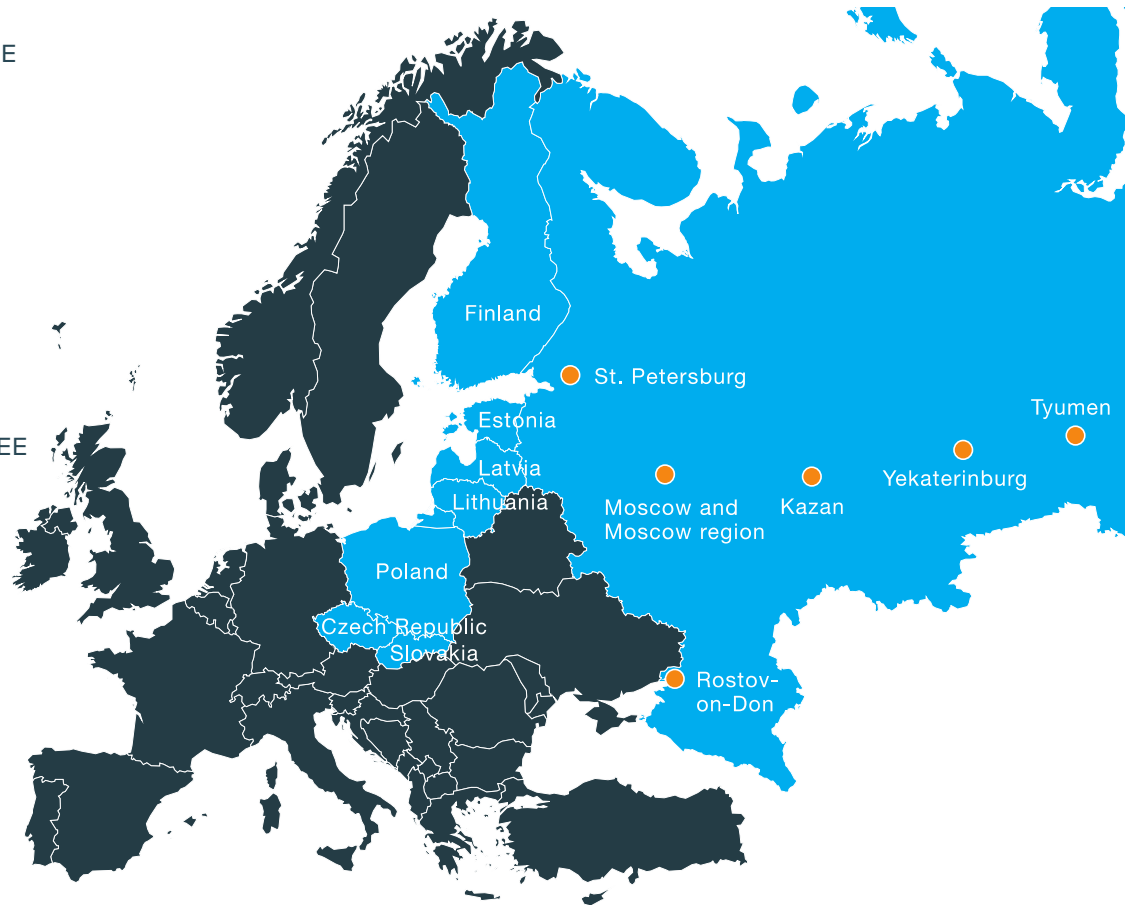 E
Finland
St. Petersburg
Tyumen
Estonia
EE
Latvia
Yekaterinburg
Lithuania
Moscow and
Moscow region
Kazan
Poland
Czech Republic
Slovakia
Rostov-
on-Don